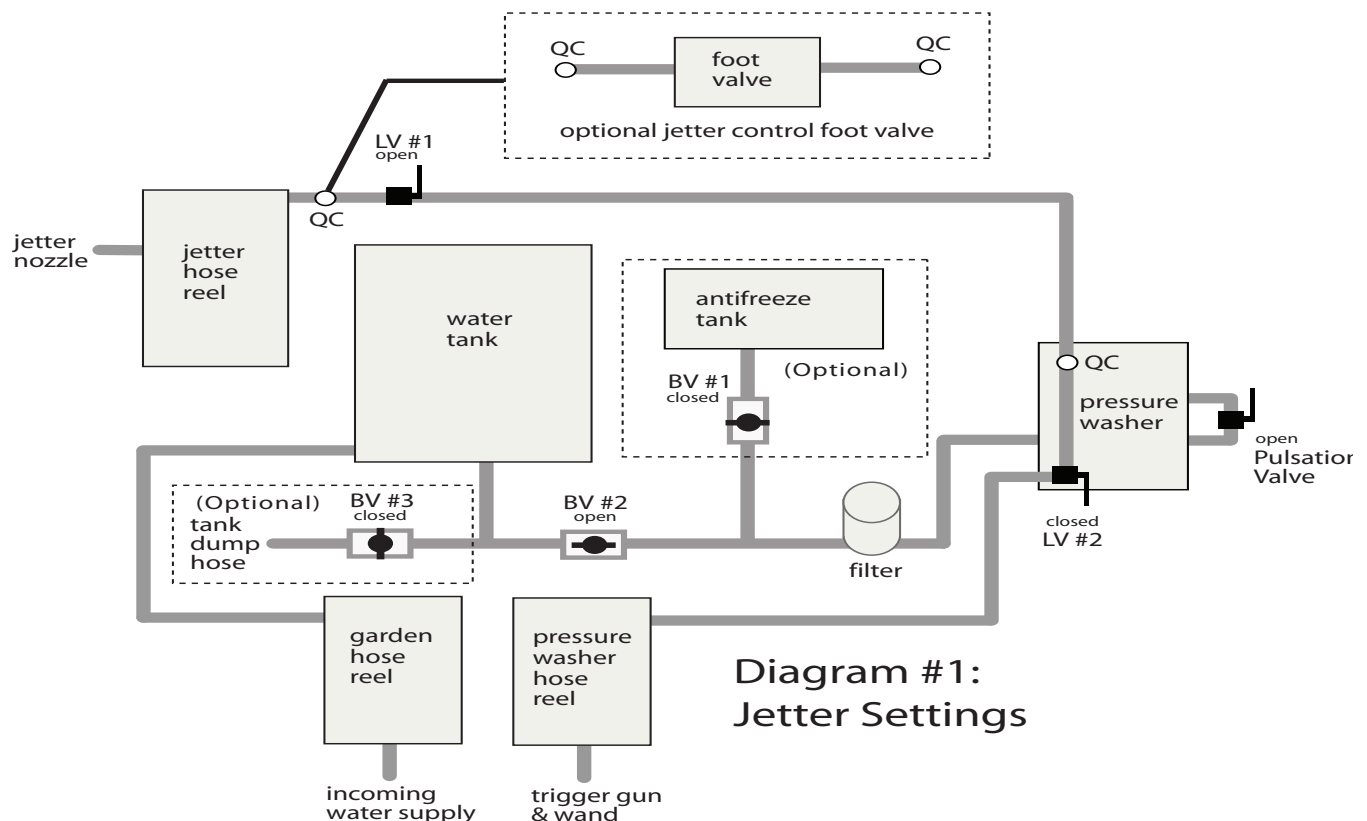 QC
QC
foot
valve
optional jetter control foot valve
LV #1
open
QC
jetter
nozzle
jetter
hose
reel
water
tank
antifreeze
tank
(Optional)
BV #1
closed
QC
pressure
washer
open
Pulsation
Valve
closed
LV #2
(Optional)
tank
dump
hose
BV #3
closed
BV #2
open
filter
garden
hose
reel
pressure
washer
hose
reel
Diagram #1:
Jetter Settings
incoming
water supply
trigger gun
& wand